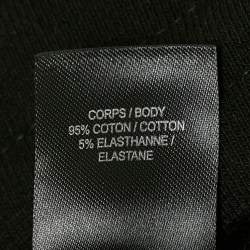 CORPS / BODY
95% COTON / COTTON
5% ELASTHANNE /
ELASTANE